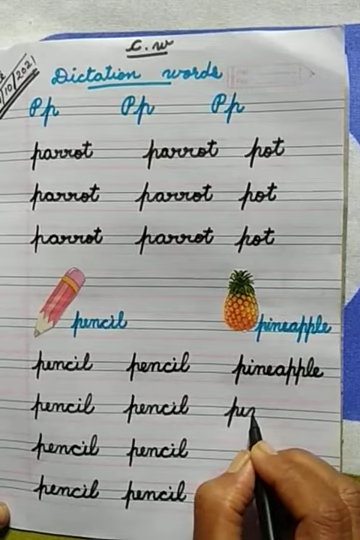 C.W
Dictation words
Pp Pp Pp
parrot parrot pot
parrot parrot pot
parrot parrot pot
pencil pineapple
pencil pencil pineapple
pencil pencil
pencil pencil
pencil pencil